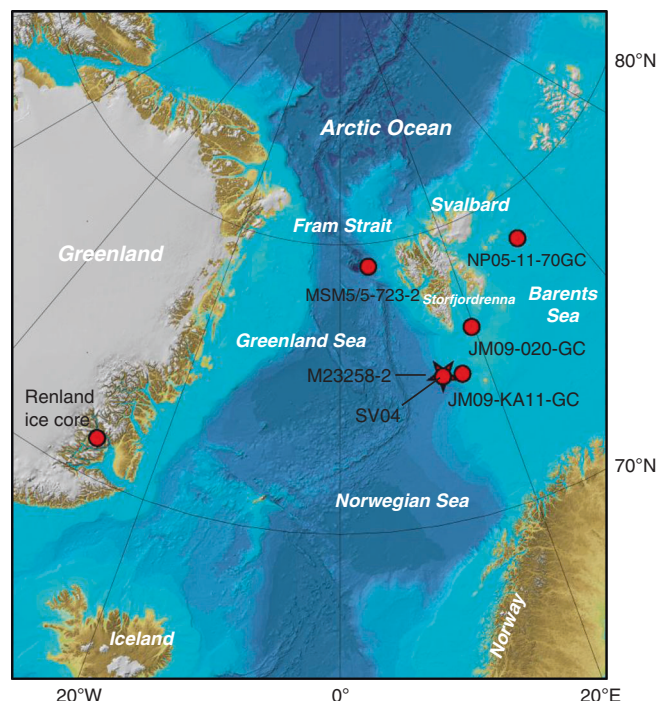 80°N
Arctic Ocean
Svalbard
Fram Strait
Greenland
NP05-11-70GC
MSM5/5-723-2
Storfjordrenna
Barents
Sea
Greenland Sea
JM09-020-GC
M23258-2
Renland
ice core
JM09-KA11-GC
SV04
70°N
Norwegian Sea
Norway
Iceland
20°W
0°
20°E